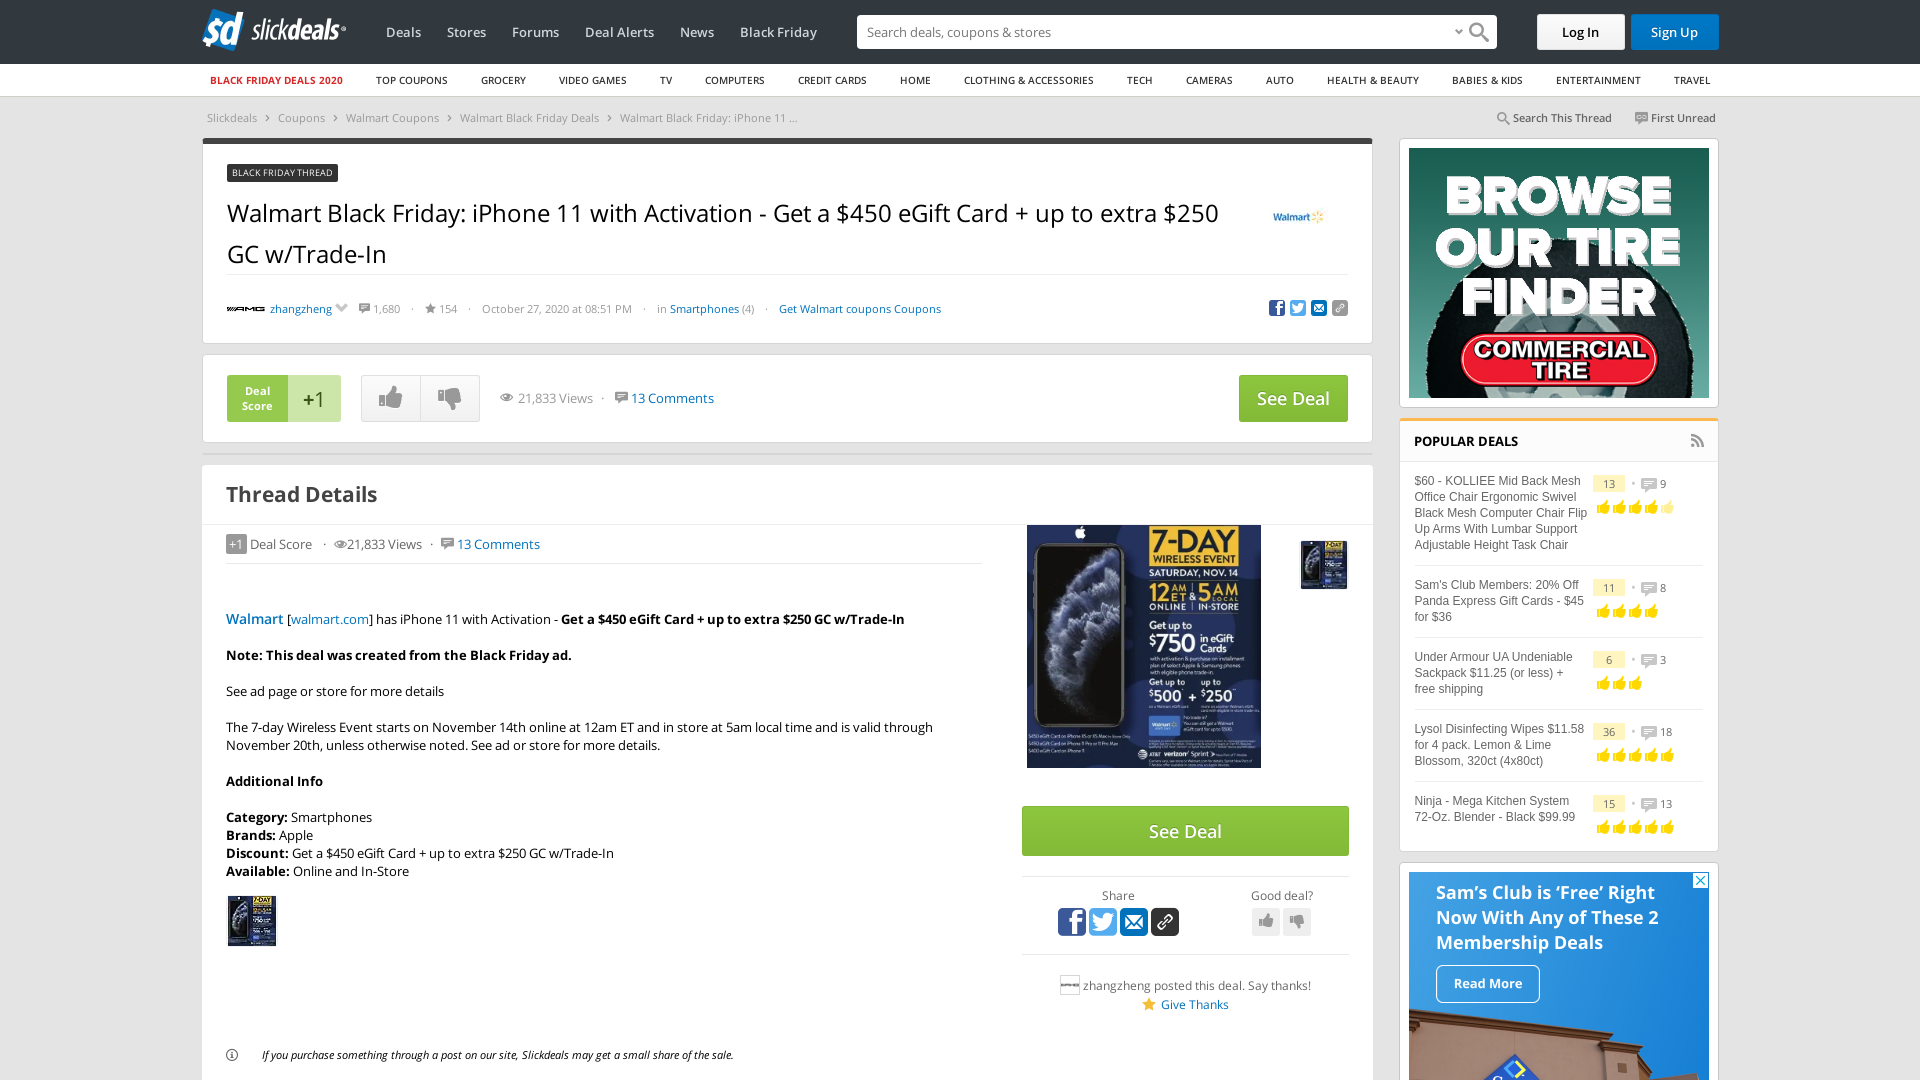 $d slickdeals
Deals Stores Forums Deal Alerts News Black Friday
Search deals, coupons & stores
Log In Sign Up
BLACK FRIDAY DEALS 2020 TOP COUPONS GROCERY VIDEO GAMES TV COMPUTERS CREDIT CARDS HOME CLOTHING & ACCESSORIES TECH CAMERAS AUTO HEALTH & BEAUTY BABIES & KIDS ENTERTAINMENT TRAVEL
Slickdeals › Coupons › Walmart Coupons › Walmart Black Friday Deals › Walmart Black Friday: iPhone 11 ...
Search This Thread First Unread
BLACK FRIDAY THREAD
Walmart Black Friday: iPhone 11 with Activation - Get a $450 eGift Card + up to extra $250
GC w/Trade-In
Walmart
AMG zhangzheng 1,680 · 154 · October 27, 2020 at 08:51 PM · in Smartphones (4) · Get Walmart coupons Coupons
Deal
Score
+1
21,833 Views · 13 Comments
See Deal
Thread Details
+1 Deal Score · 21,833 Views · 13 Comments
Walmart [walmart.com] has iPhone 11 with Activation - Get a $450 eGift Card + up to extra $250 GC w/Trade-In
Note: This deal was created from the Black Friday ad.
See ad page or store for more details
The 7-day Wireless Event starts on November 14th online at 12am ET and in store at 5am local time and is valid through
November 20th, unless otherwise noted. See ad or store for more details.
Additional Info
Category: Smartphones
Brands: Apple
Discount: Get a $450 eGift Card + up to extra $250 GC w/Trade-In
Available: Online and In-Store
If you purchase something through a post on our site, Slickdeals may get a small share of the sale.
7-DAY
WIRELESS EVENT
SATURDAY, NOV. 14
12 AM ET & 5 AM LOCAL
ONLINE IN-STORE
Get up to
$750 in eGift
Cards
Get up to up to
$500 + $250
AT&T verizon Sprint
See Deal
Share
Good deal?
zhangzheng posted this deal. Say thanks!
Give Thanks
BROWSE
OUR TIRE
FINDER
COMMERCIAL
TIRE
POPULAR DEALS
$60 - KOLLIEE Mid Back Mesh
Office Chair Ergonomic Swivel
Black Mesh Computer Chair Flip
Up Arms With Lumbar Support
Adjustable Height Task Chair
13 • 9
Sam's Club Members: 20% Off
Panda Express Gift Cards - $45
for $36
11 • 8
Under Armour UA Undeniable
Sackpack $11.25 (or less) +
free shipping
6 • 3
Lysol Disinfecting Wipes $11.58
for 4 pack. Lemon & Lime
Blossom, 320ct (4x80ct)
36 • 18
Ninja - Mega Kitchen System
72-Oz. Blender - Black $99.99
15 • 13
Sam's Club is 'Free' Right
Now With Any of These 2
Membership Deals
Read More